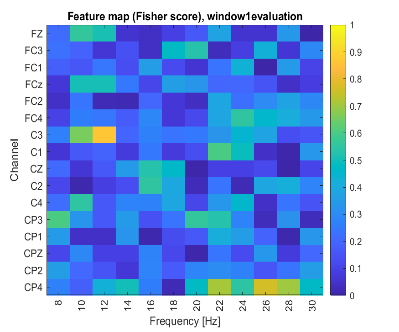 Feature map (Fisher score), window1evaluation
FZ
FC3
FC1
FCz
FC2
FC4
C3
C1
CZ
C2
C4
CP3
CP1
CPZ
CP2
CP4
Channel
8 10 12 14 16 18 20 22 24 26 28 30
Frequency [Hz]
1
0.9
0.8
0.7
0.6
0.5
0.4
0.3
0.2
0.1
0